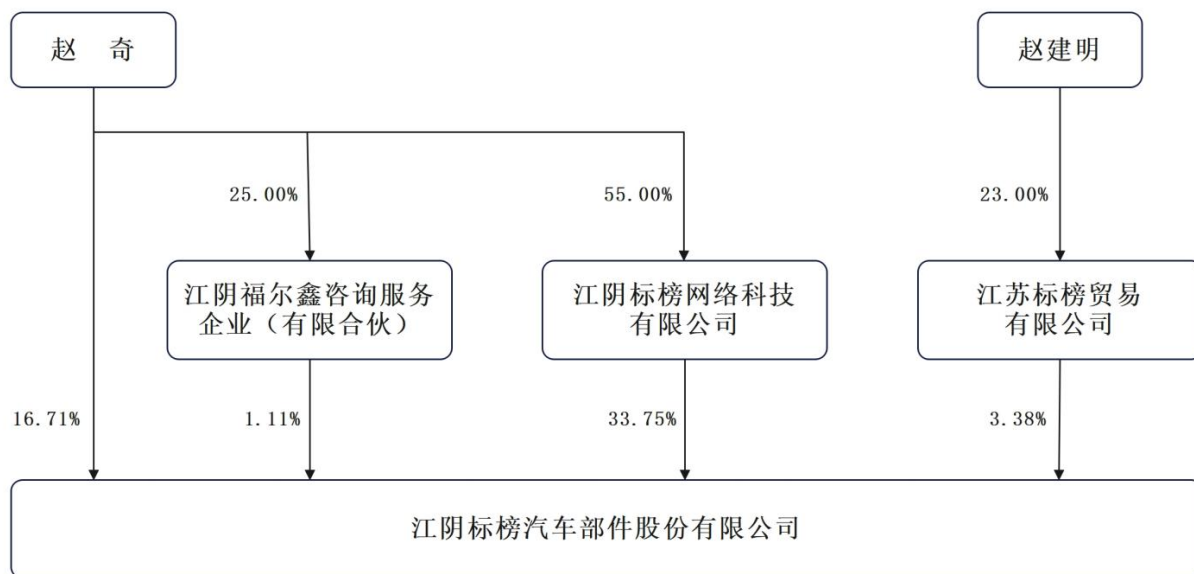 赵 奇
赵建明
25.00%
55.00%
23.00%
江阴福尔鑫咨询服务
企业（有限合伙）
江阴标榜网络科技
有限公司
江苏标榜贸易
有限公司
16.71%
1.11%
33.75%
3.38%
江阴标榜汽车部件股份有限公司